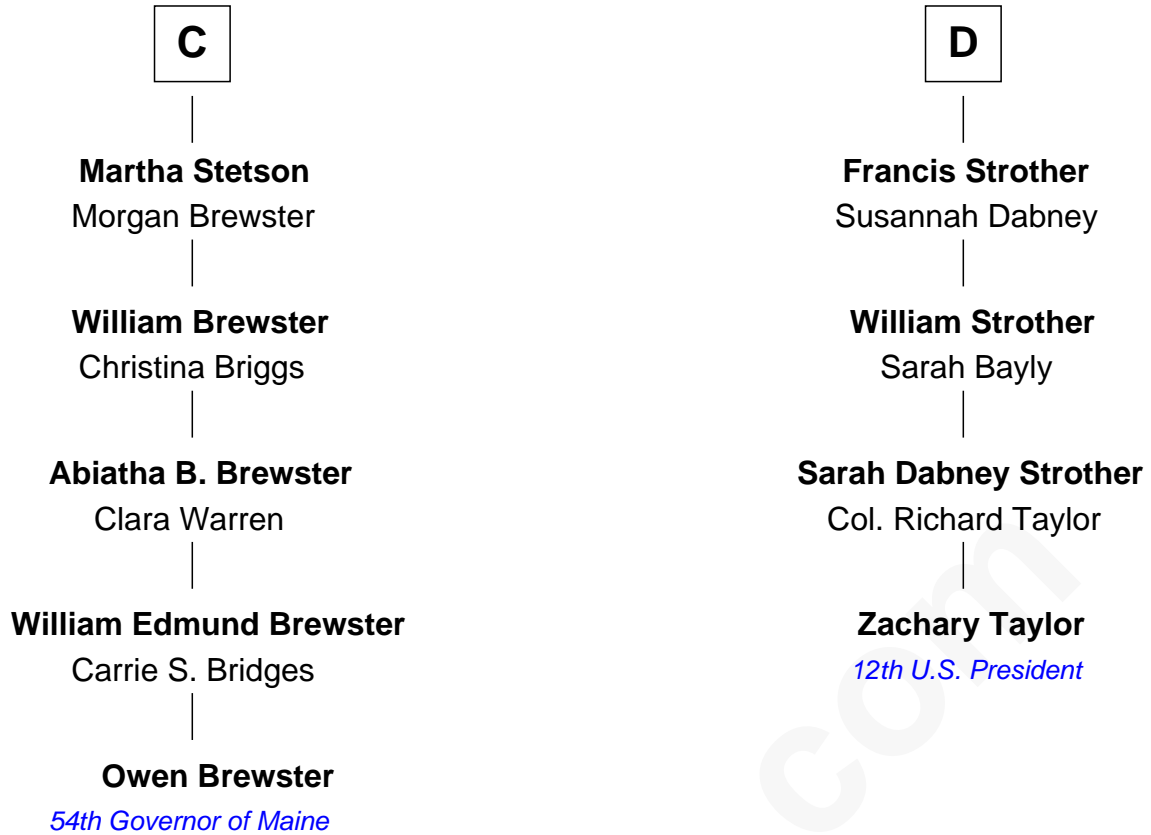 C
Martha Stetson
Morgan Brewster
William Brewster
Christina Briggs
Abiatha B. Brewster
Clara Warren
William Edmund Brewster
Carrie S. Bridges
Owen Brewster
54th Governor of Maine
D
Francis Strother
Susannah Dabney
William Strother
Sarah Bayly
Sarah Dabney Strother
Col. Richard Taylor
Zachary Taylor
12th U.S. President
com